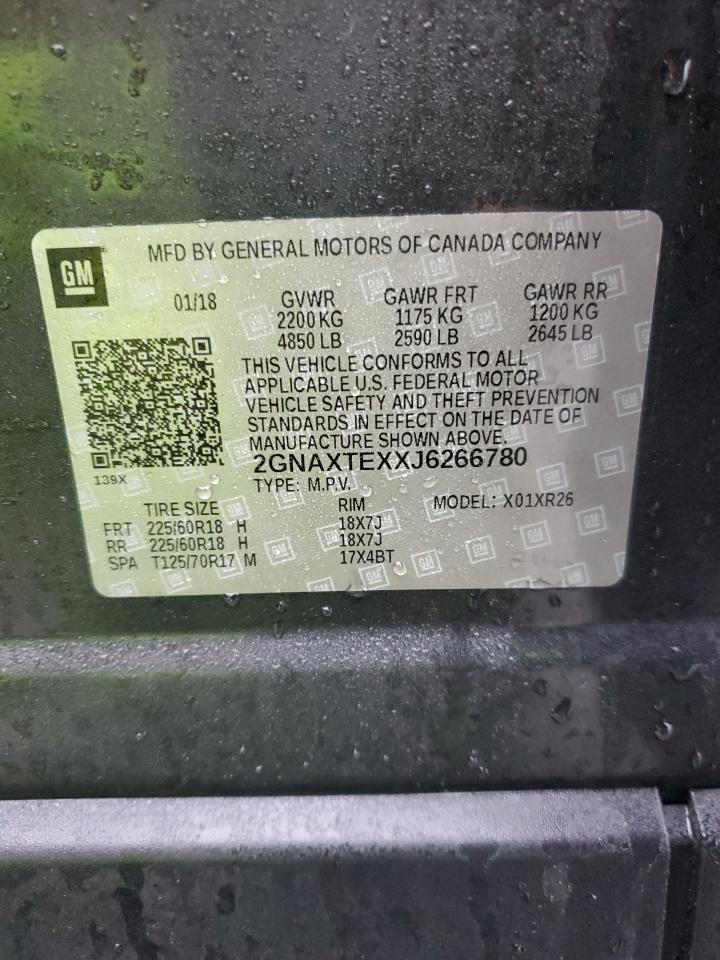 GM
MFD BY GENERAL MOTORS OF CANADA COMPANY
01/18 GVWR GAWR FRT GAWR RR
2200 KG 1175 KG 1200 KG
4850 LB 2590 LB 2645 LB
THIS VEHICLE CONFORMS TO ALL
APPLICABLE U.S. FEDERAL MOTOR
VEHICLE SAFETY AND THEFT PREVENTION
STANDARDS IN EFFECT ON THE DATE OF
MANUFACTURE SHOWN ABOVE.
2GNAXTEXXJ6266780
139X
TYPE: M.P.V.
TIRE SIZE RIM MODEL: X01XR26
FRT 225/60R18 H 18X7J
RR 225/60R18 H 18X7J
SPA T125/70R17 M 17X4BT